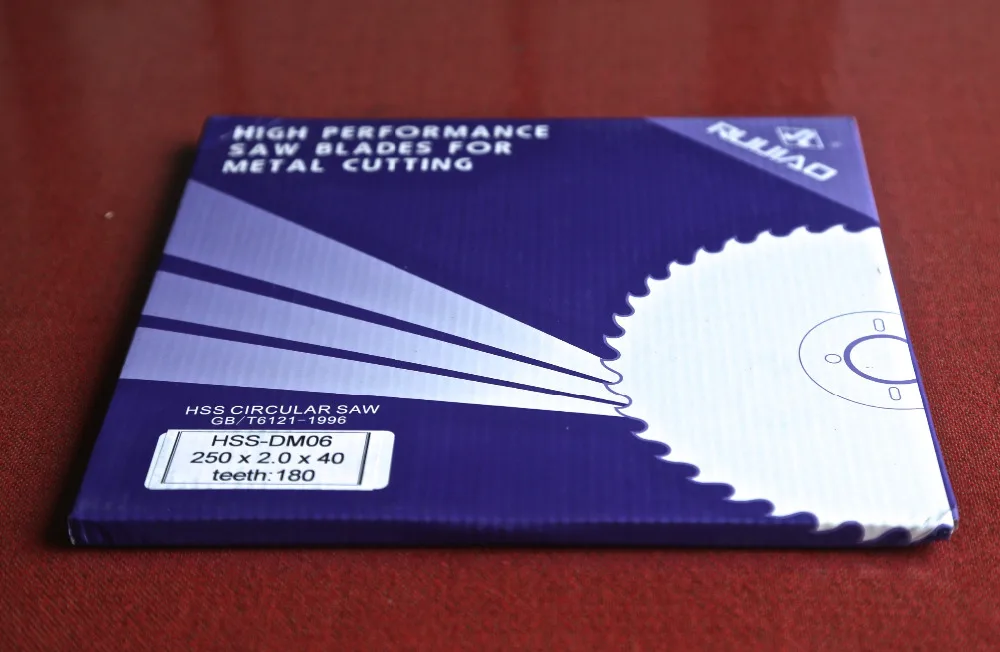 HIGH PERFORMANCE
SAW BLADES FOR
METAL CUTTING
RUIJIAO
HSS CIRCULAR SAW
GB/T6121-1996
HSS-DM06
250 x 2.0 x 40
teeth:180